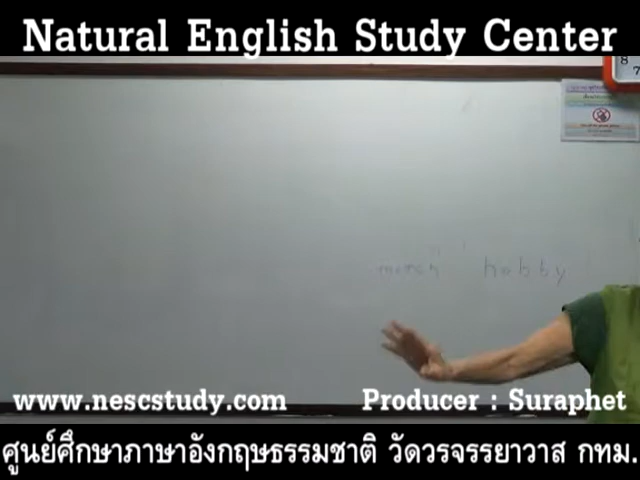 Natural English Study Center
8
7
hobby
www.nescstudy.com
Producer : Suraphet
ศูนย์ศึกษาภาษาอังกฤษธรรมชาติ วัดวรจรรยาวาส กทม.